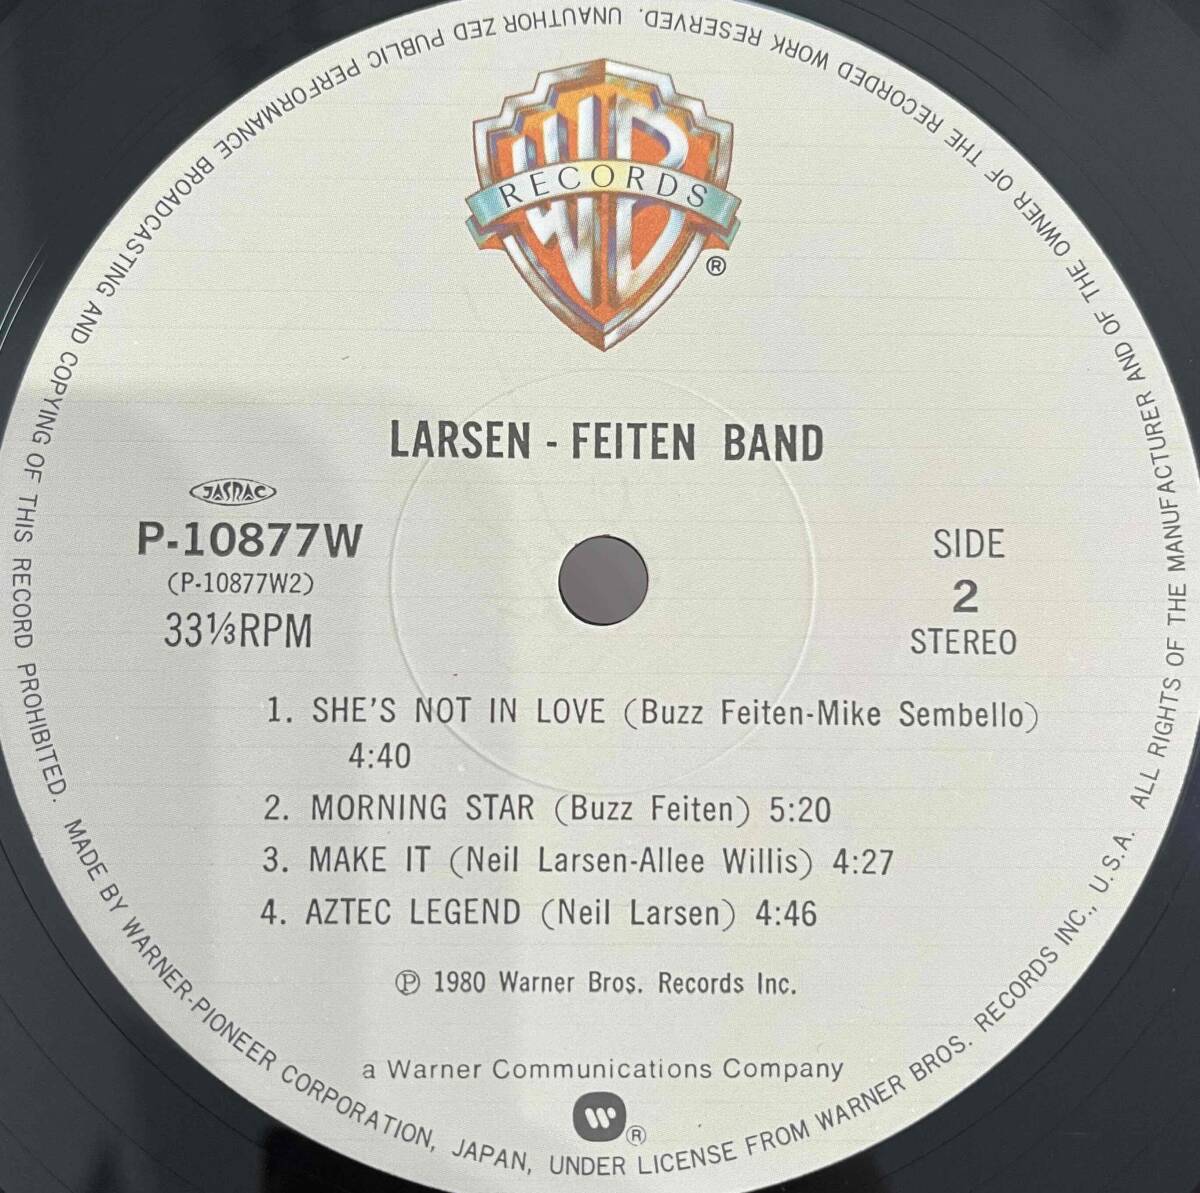 WB
RECORDS
®
LARSEN - FEITEN BAND
JASRAC
P-10877W
(P-10877W2)
33⅓RPM
SIDE
2
STEREO
1. SHE'S NOT IN LOVE (Buzz Feiten-Mike Sembello)
4:40
2. MORNING STAR (Buzz Feiten) 5:20
3. MAKE IT (Neil Larsen-Allee Willis) 4:27
4. AZTEC LEGEND (Neil Larsen) 4:46
Ⓟ 1980 Warner Bros. Records Inc.
a Warner Communications Company
W®
MADE BY WARNER-PIONEER CORPORATION, JAPAN, UNDER LICENSE FROM WARNER BROS. RECORDS INC., U.S.A. ALL RIGHTS OF THE MANUFACTURER AND OF THE OWNER OF THE RECORDED WORK RESERVED. UNAUTHOR ZED PUBLIC PERFORMANCE BROADCASTING AND COPYING OF THIS RECORD PROHIBITED.